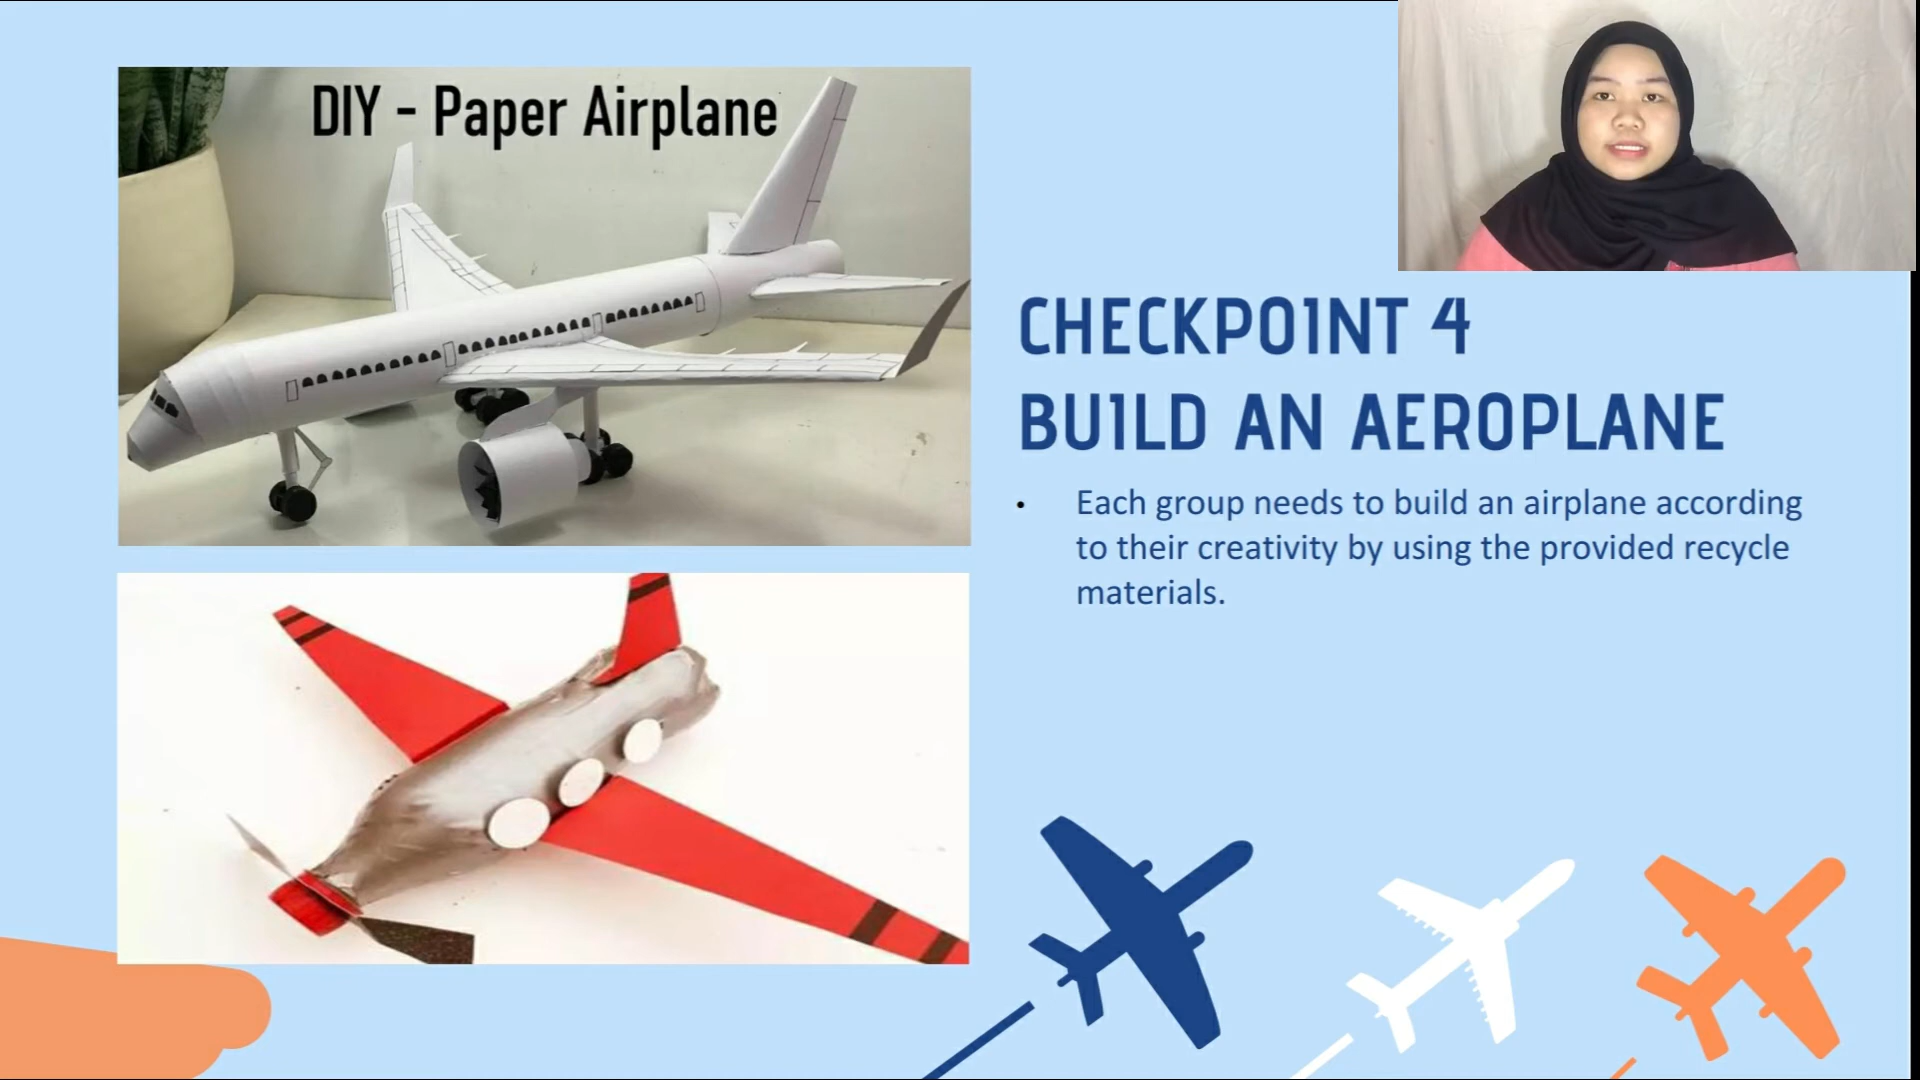 DIY - Paper Airplane
CHECKPOINT 4
BUILD AN AEROPLANE
• Each group needs to build an airplane according
to their creativity by using the provided recycle
materials.